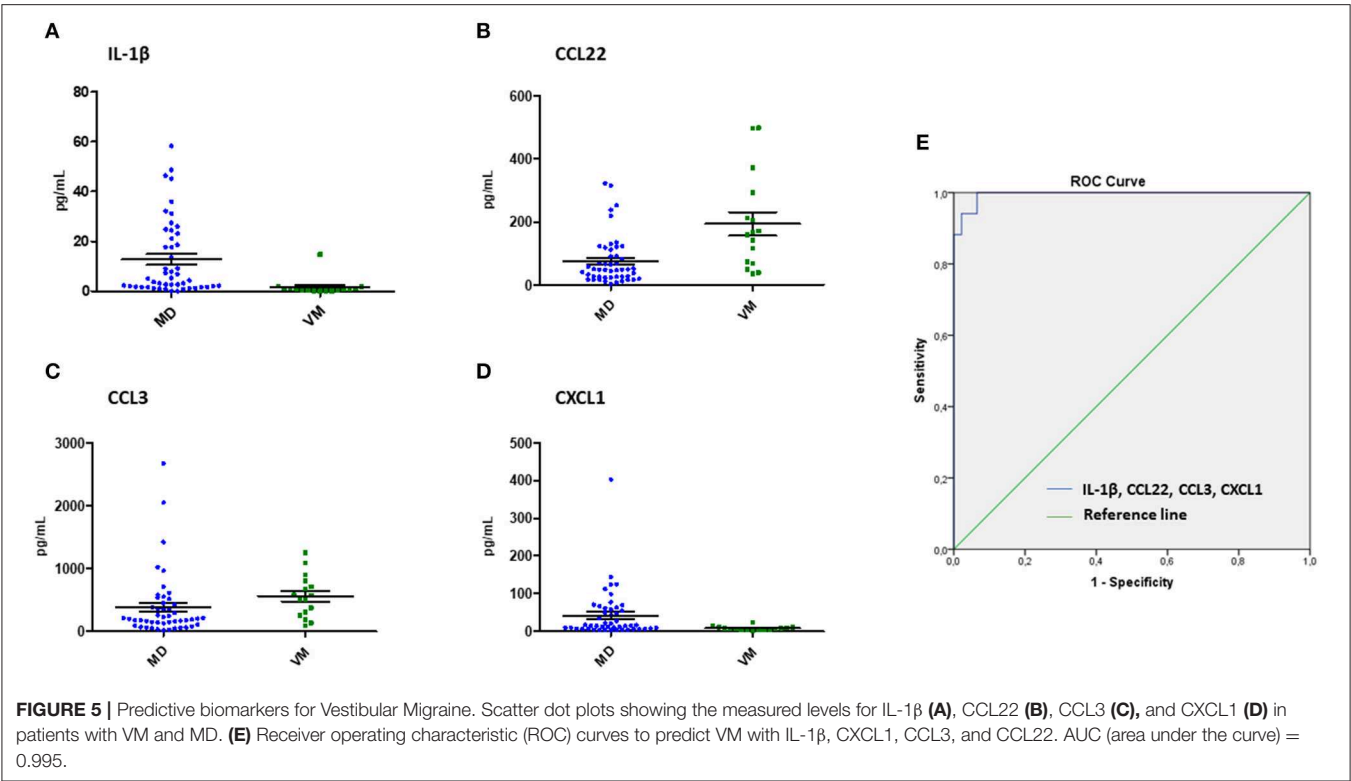 A
IL-1β
80
60
40
20
0
pg/mL
MD
VM
B
CCL22
600
400
200
0
pg/mL
MD
VM
C
CCL3
3000
2000
1000
0
pg/mL
MD
VM
D
CXCL1
500
400
300
200
100
0
pg/mL
MD
VM
E
ROC Curve
1,0
0,8
0,6
0,4
0,2
0,0
Sensitivity
IL-1β, CCL22, CCL3, CXCL1
Reference line
0,0 0,2 0,4 0,6 0,8 1,0
1 - Specificity
FIGURE 5 | Predictive biomarkers for Vestibular Migraine. Scatter dot plots showing the measured levels for IL-1β (A), CCL22 (B), CCL3 (C), and CXCL1 (D) in
patients with VM and MD. (E) Receiver operating characteristic (ROC) curves to predict VM with IL-1β, CXCL1, CCL3, and CCL22. AUC (area under the curve) =
0.995.